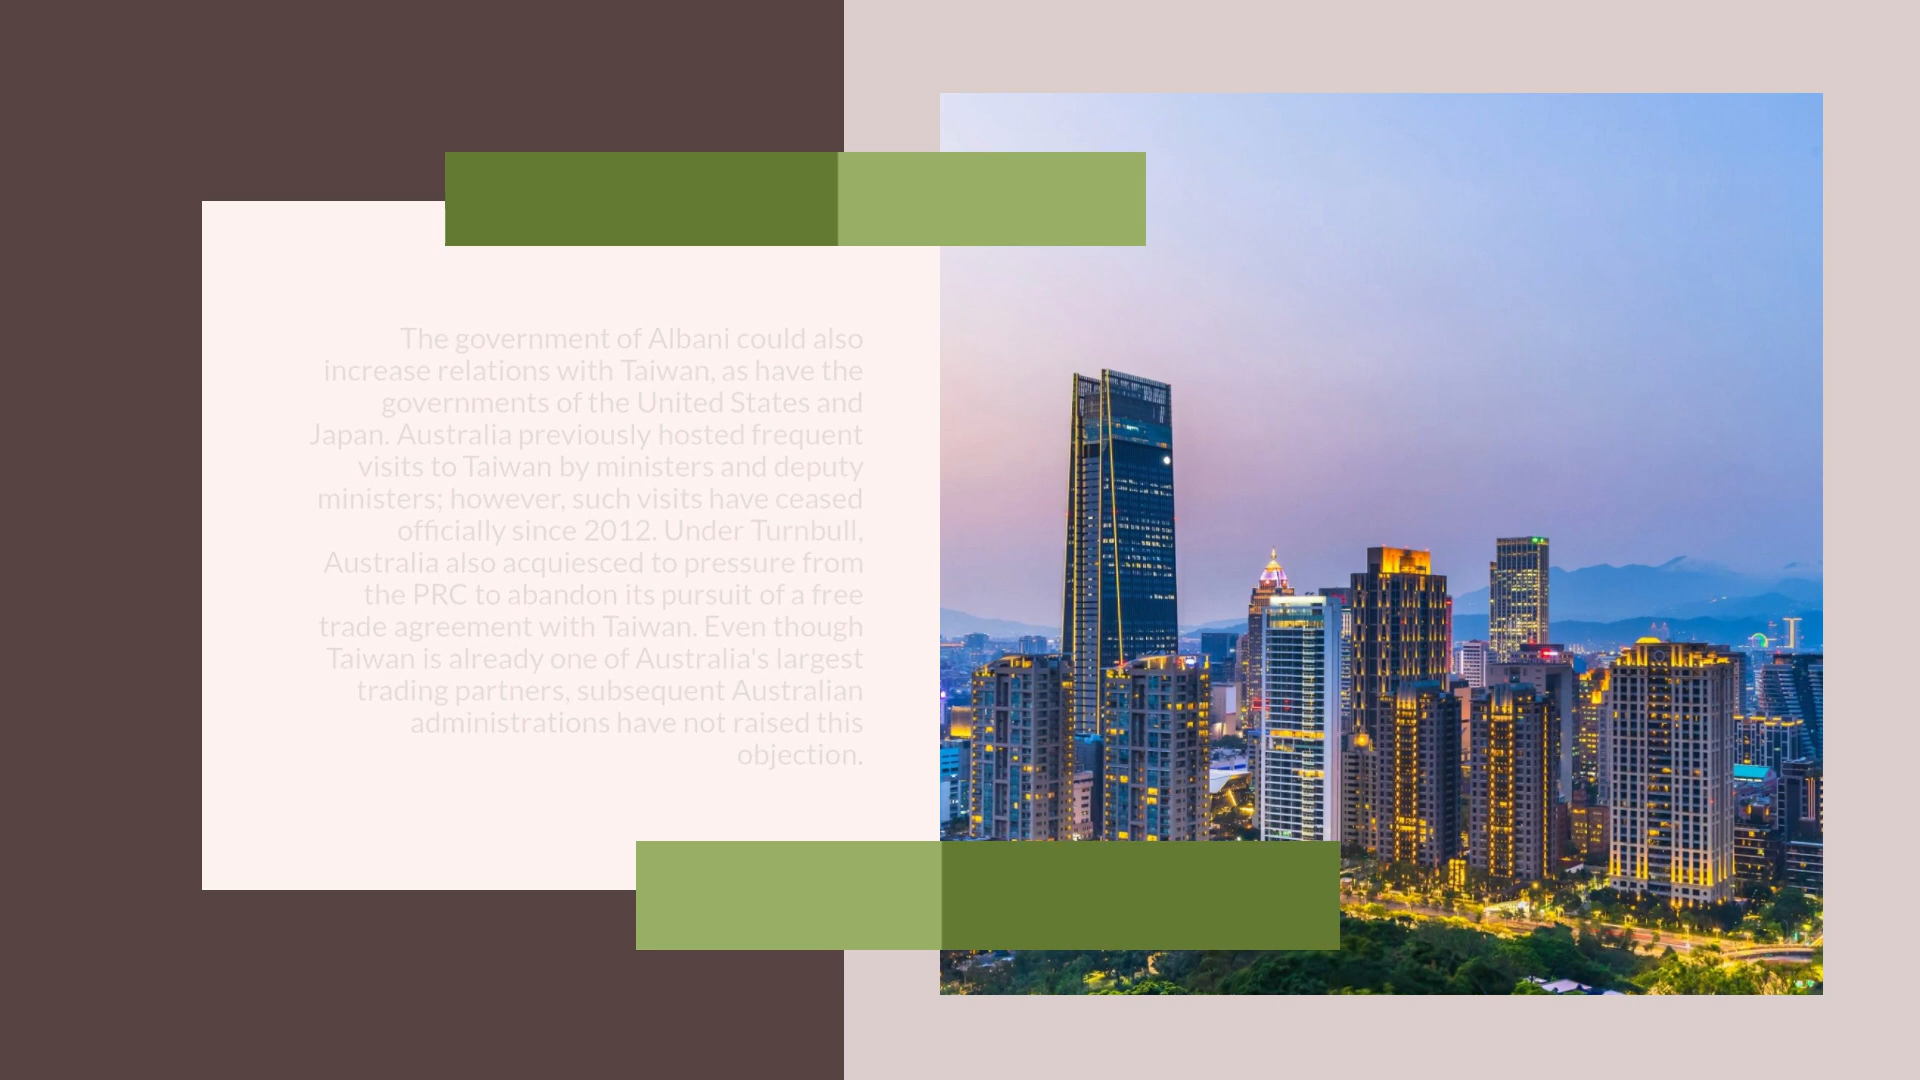 The government of Albani could also
increase relations with Taiwan, as have the
governments of the United States and
Japan. Australia previously hosted frequent
visits to Taiwan by ministers and deputy
ministers; however, such visits have ceased
officially since 2012. Under Turnbull,
Australia also acquiesced to pressure from
the PRC to abandon its pursuit of a free
trade agreement with Taiwan. Even though
Taiwan is already one of Australia's largest
trading partners, subsequent Australian
administrations have not raised this
objection.